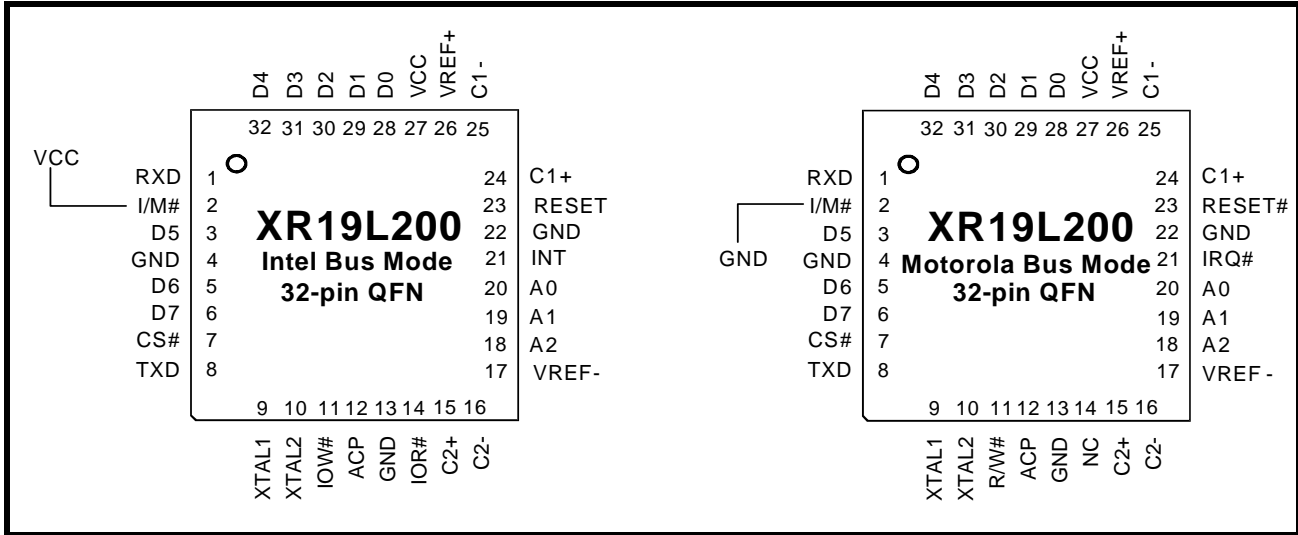 D4 D3 D2 D1 D0 VCC VREF+ C1 -
32 31 30 29 28 27 26 25
VCC
RXD 1
I/M# 2
D5 3
GND 4
D6 5
D7 6
CS# 7
TXD 8
XR19L200
Intel Bus Mode
32-pin QFN
24 C1+
23 RESET
22 GND
21 INT
20 A0
19 A1
18 A2
17 VREF-
9 10 11 12 13 14 15 16
XTAL1 XTAL2 IOW# ACP GND IOR# C2+ C2-
D4 D3 D2 D1 D0 VCC VREF+ C1 -
32 31 30 29 28 27 26 25
RXD 1
I/M# 2
D5 3
GND
GND 4
D6 5
D7 6
CS# 7
TXD 8
XR19L200
Motorola Bus Mode
32-pin QFN
24 C1+
23 RESET#
22 GND
21 IRQ#
20 A0
19 A1
18 A2
17 VREF -
9 10 11 12 13 14 15 16
XTAL1 XTAL2 R/W# ACP GND NC C2+ C2-